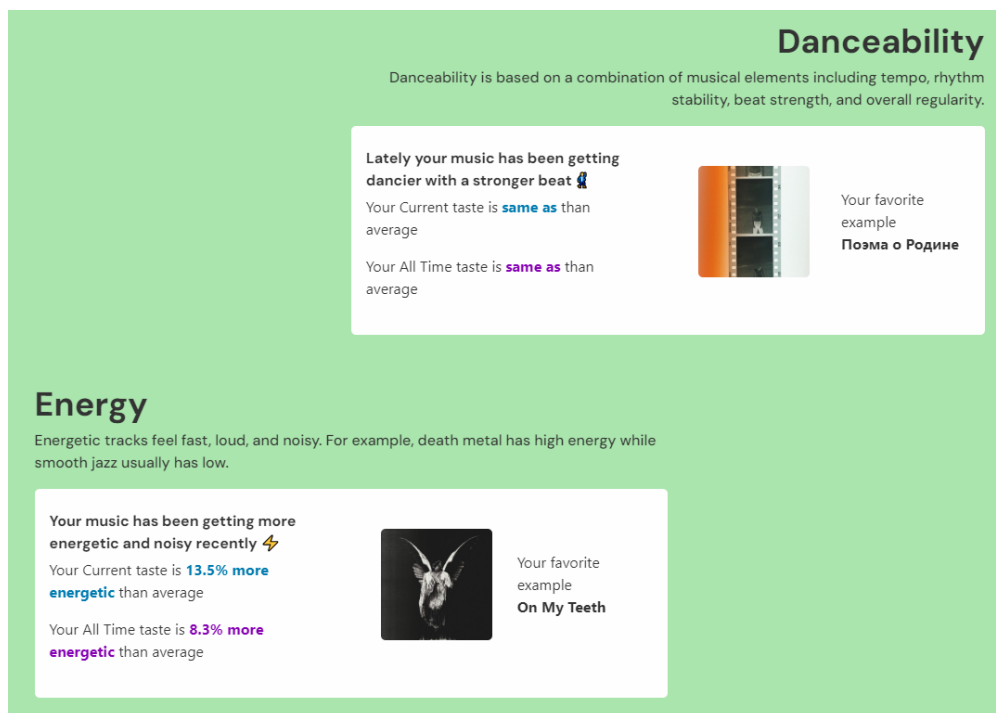 Danceability
Danceability is based on a combination of musical elements including tempo, rhythm
stability, beat strength, and overall regularity.
Lately your music has been getting
dancier with a stronger beat
Your Current taste is same as than
average
Your All Time taste is same as than
average
Your favorite
example
Поэма о Родине
Energy
Energetic tracks feel fast, loud, and noisy. For example, death metal has high energy while
smooth jazz usually has low.
Your music has been getting more
energetic and noisy recently ⚡
Your Current taste is 13.5% more
energetic than average
Your All Time taste is 8.3% more
energetic than average
Your favorite
example
On My Teeth